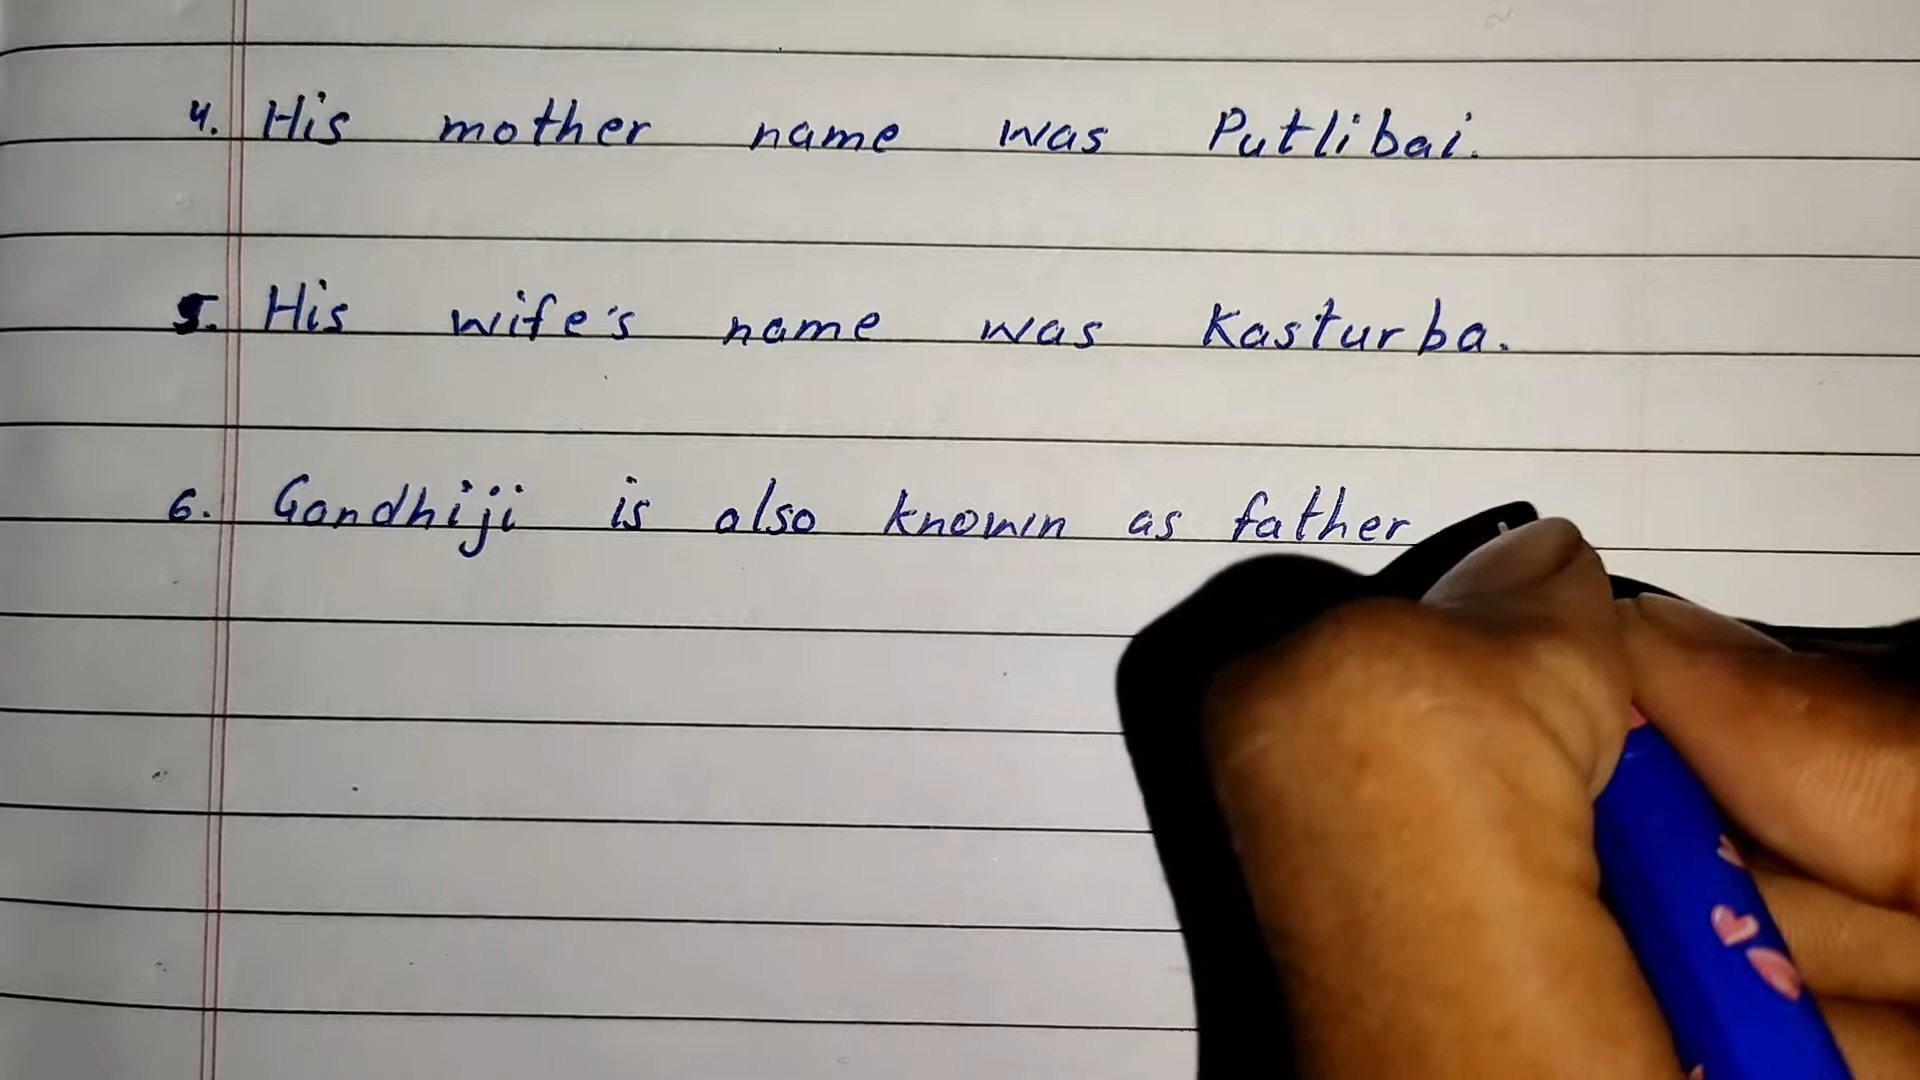 4. His mother name was Putlibai.
5. His wife's name was Kasturba.
6. Gandhiji is also known as father